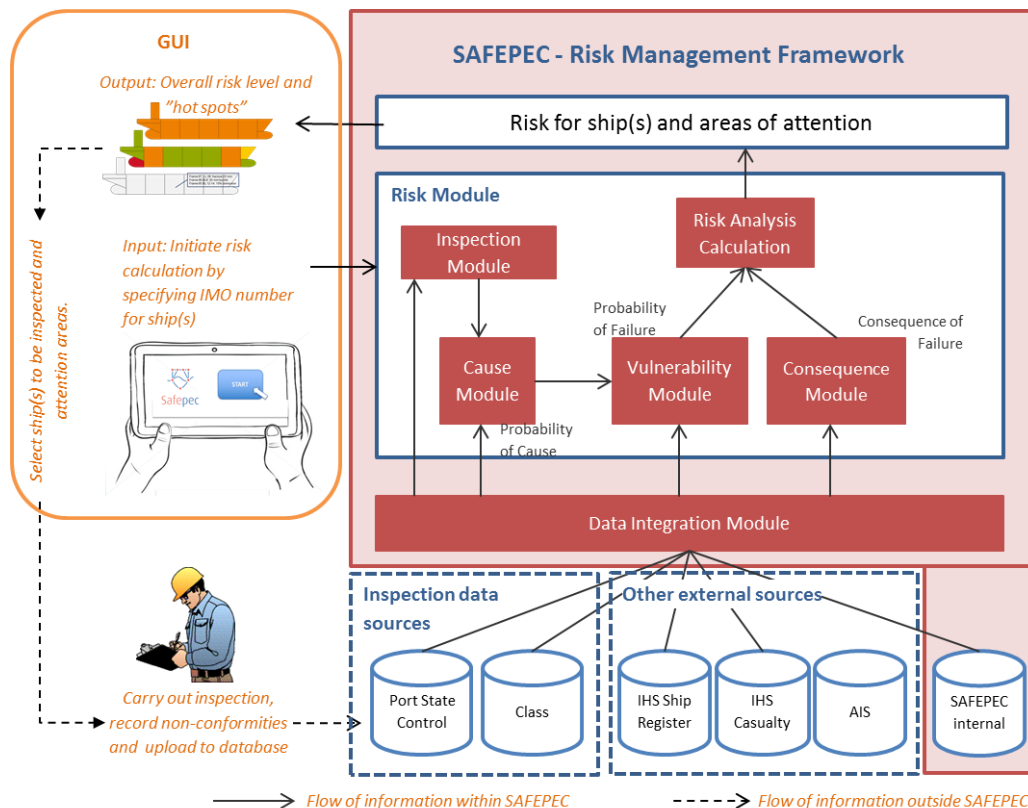 GUI
Output: Overall risk level and
"hot spots"
Input: Initiate risk
calculation by
specifying IMO number
for ship(s)
Safepec
START
Select ship(s) to be inspected and
attention areas.
SAFEPEC - Risk Management Framework
Risk for ship(s) and areas of attention
Risk Module
Inspection
Module
Risk Analysis
Calculation
Probability
of Failure
Consequence of
Failure
Cause
Module
Vulnerability
Module
Consequence
Module
Probability
of Cause
Data Integration Module
Inspection data
sources
Other external sources
Port State
Control
Class
IHS Ship
Register
IHS
Casualty
AIS
SAFEPEC
internal
Carry out inspection,
record non-conformities
and upload to database
Flow of information within SAFEPEC
Flow of information outside SAFEPEC